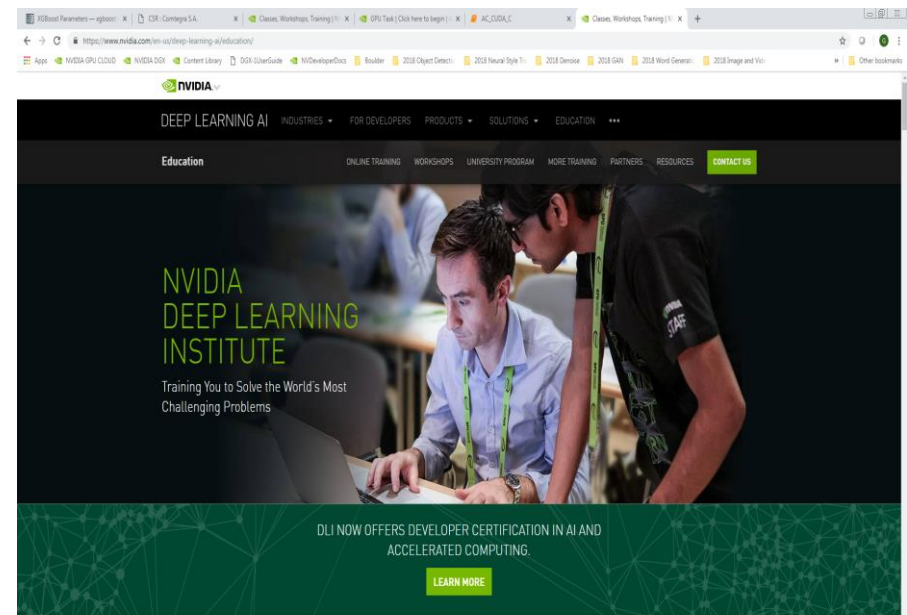 XGBoost Parameters — xgboost
CSR : Comtegra S.A.
Classes, Workshops, Training | N
GPU Task | Click here to begin |
AC_CUDA_C
Classes, Workshops, Training | N
https://www.nvidia.com/en-us/deep-learning-ai/education/
Apps
NVIDIA GPU CLOUD
NVIDIA DGX
Content Library
DGX-1UserGuide
NVDeveloperDocs
Boulder
2018 Object Detecti
2018 Neural Style Tr
2018 Denoise
2018 GAN
2018 Word Generati
2018 Image and Vid
Other bookmarks
NVIDIA
DEEP LEARNING AI INDUSTRIES FOR DEVELOPERS PRODUCTS SOLUTIONS EDUCATION •••
Education ONLINE TRAINING WORKSHOPS UNIVERSITY PROGRAM MORE TRAINING PARTNERS RESOURCES CONTACT US
NVIDIA
DEEP LEARNING
INSTITUTE
Training You to Solve the World's Most
Challenging Problems
STAFF
DLI NOW OFFERS DEVELOPER CERTIFICATION IN AI AND
ACCELERATED COMPUTING.
LEARN MORE